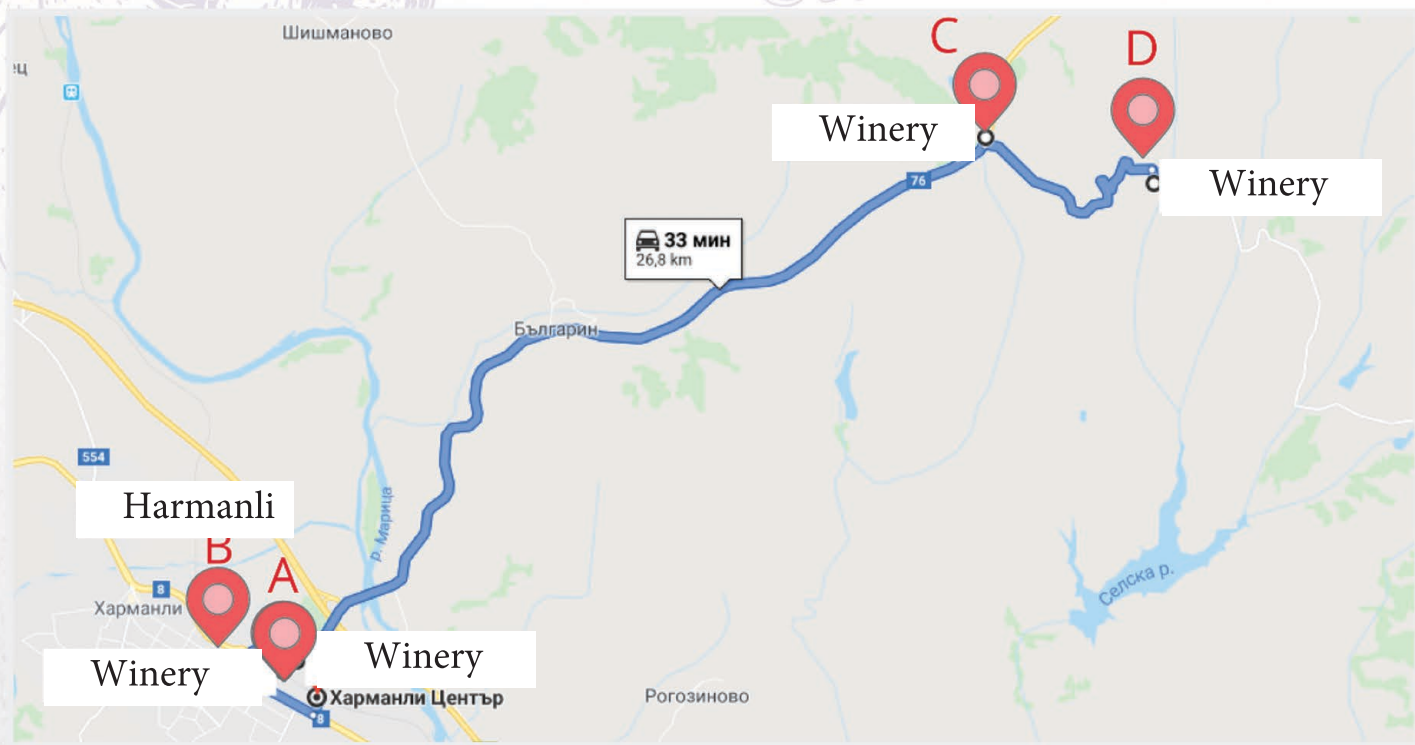 Шишманово
ец
C
D
Winery
Winery
76
33 мин
26,8 km
Българин
554
Harmanli
р. Марица
B
A
8
Харманли
Селска р.
Winery
Winery
Харманли Център
8
Рогозиново